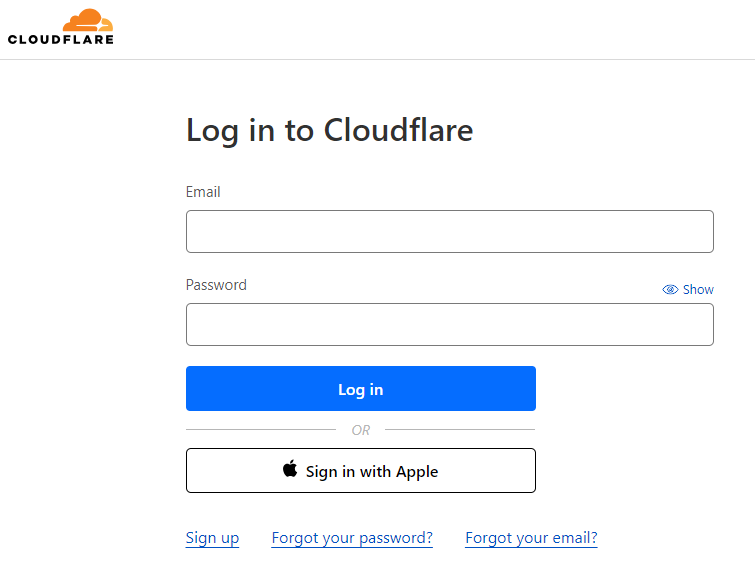 CLOUDFLARE
Log in to Cloudflare
Email
Password
Show
Log in
OR
Sign in with Apple
Sign up Forgot your password? Forgot your email?